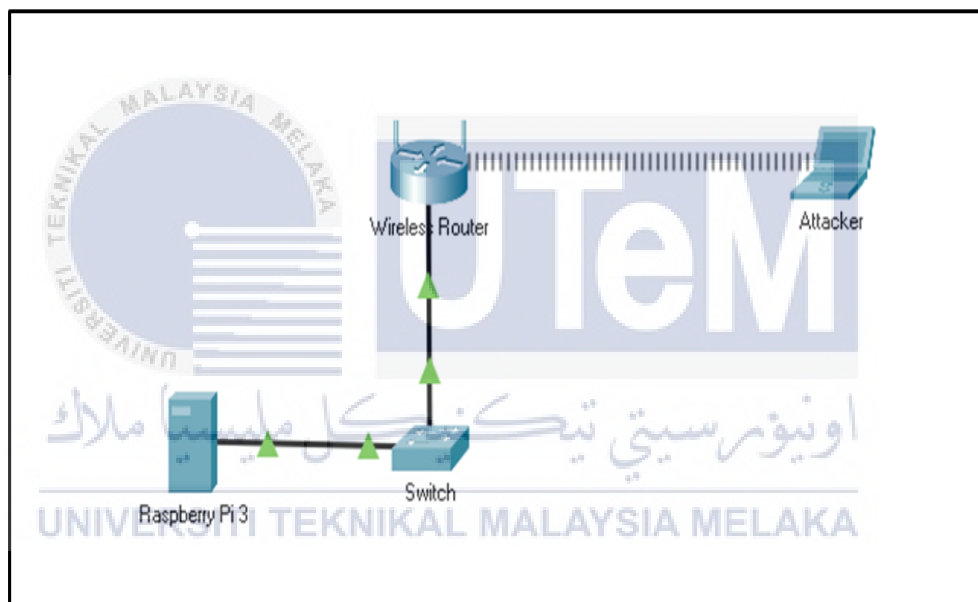 UNIVERSITI TEKNIKAL MALAYSIA MELAKA
UTeM
Wireless Router
Attacker
اونيۏرسيتي تيكنيكل مليسيا ملاك
Switch
Raspberry Pi 3
UNIVERSITI TEKNIKAL MALAYSIA MELAKA